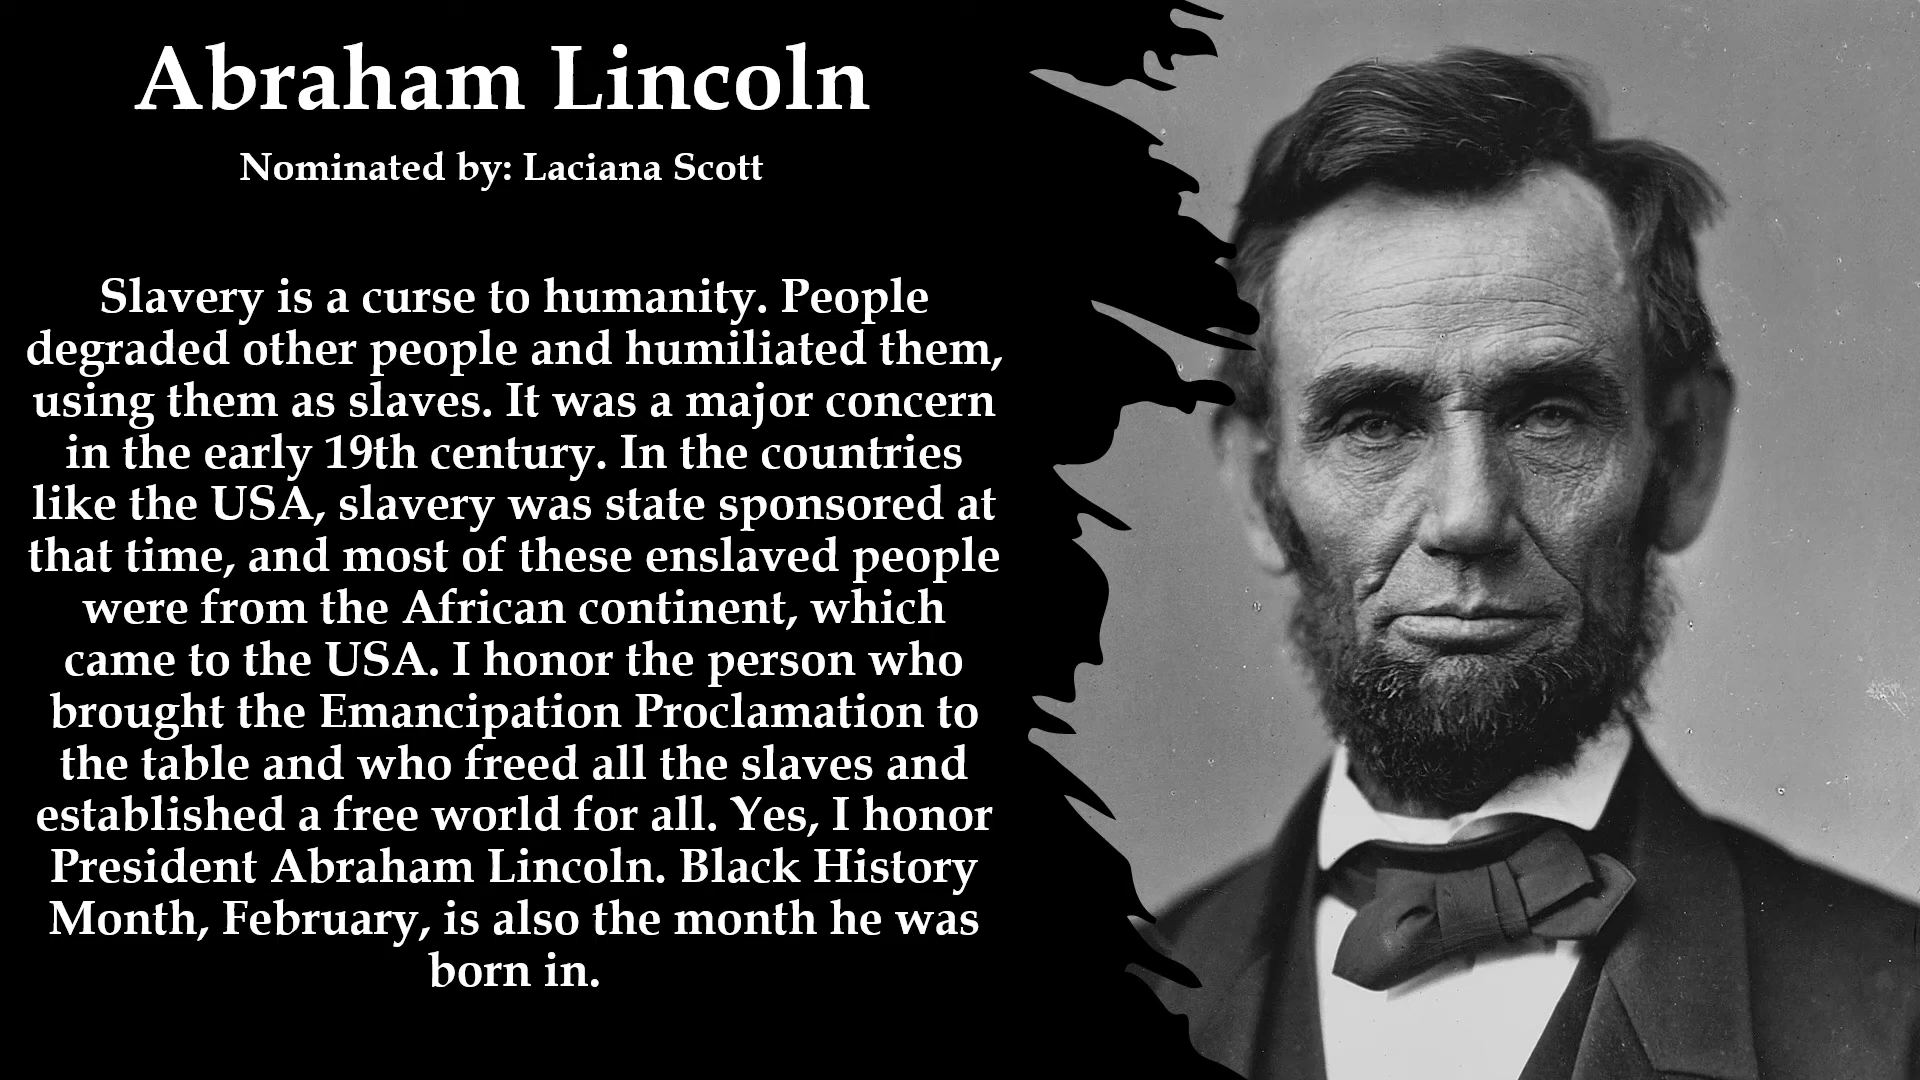 Abraham Lincoln
Nominated by: Laciana Scott
Slavery is a curse to humanity. People
degraded other people and humiliated them,
using them as slaves. It was a major concern
in the early 19th century. In the countries
like the USA, slavery was state sponsored at
that time, and most of these enslaved people
were from the African continent, which
came to the USA. I honor the person who
brought the Emancipation Proclamation to
the table and who freed all the slaves and
established a free world for all. Yes, I honor
President Abraham Lincoln. Black History
Month, February, is also the month he was
born in.